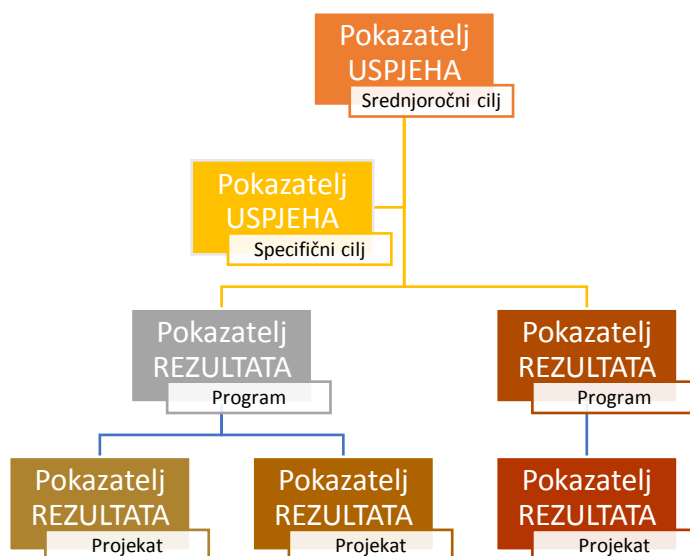 Pokazatelj
USPJEHA
Srednjoročni cilj
Pokazatelj
USPJEHA
Specifični cilj
Pokazatelj
REZULTATA
Program
Pokazatelj
REZULTATA
Program
Pokazatelj
REZULTATA
Projekat
Pokazatelj
REZULTATA
Projekat
Pokazatelj
REZULTATA
Projekat